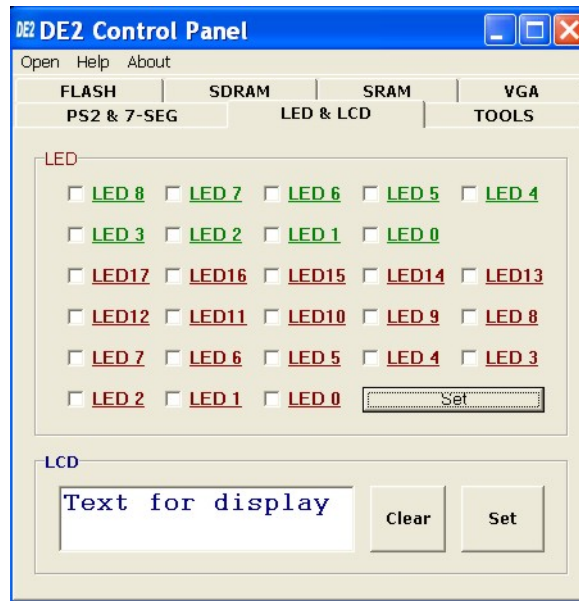 DE2 DE2 Control Panel
Open Help About
FLASH SDRAM SRAM VGA
PS2 & 7-SEG LED & LCD TOOLS
LED
LED 8 LED 7 LED 6 LED 5 LED 4
LED 3 LED 2 LED 1 LED 0
LED17 LED16 LED15 LED14 LED13
LED12 LED11 LED10 LED 9 LED 8
LED 7 LED 6 LED 5 LED 4 LED 3
LED 2 LED 1 LED 0 Set
LCD
Text for display Clear Set